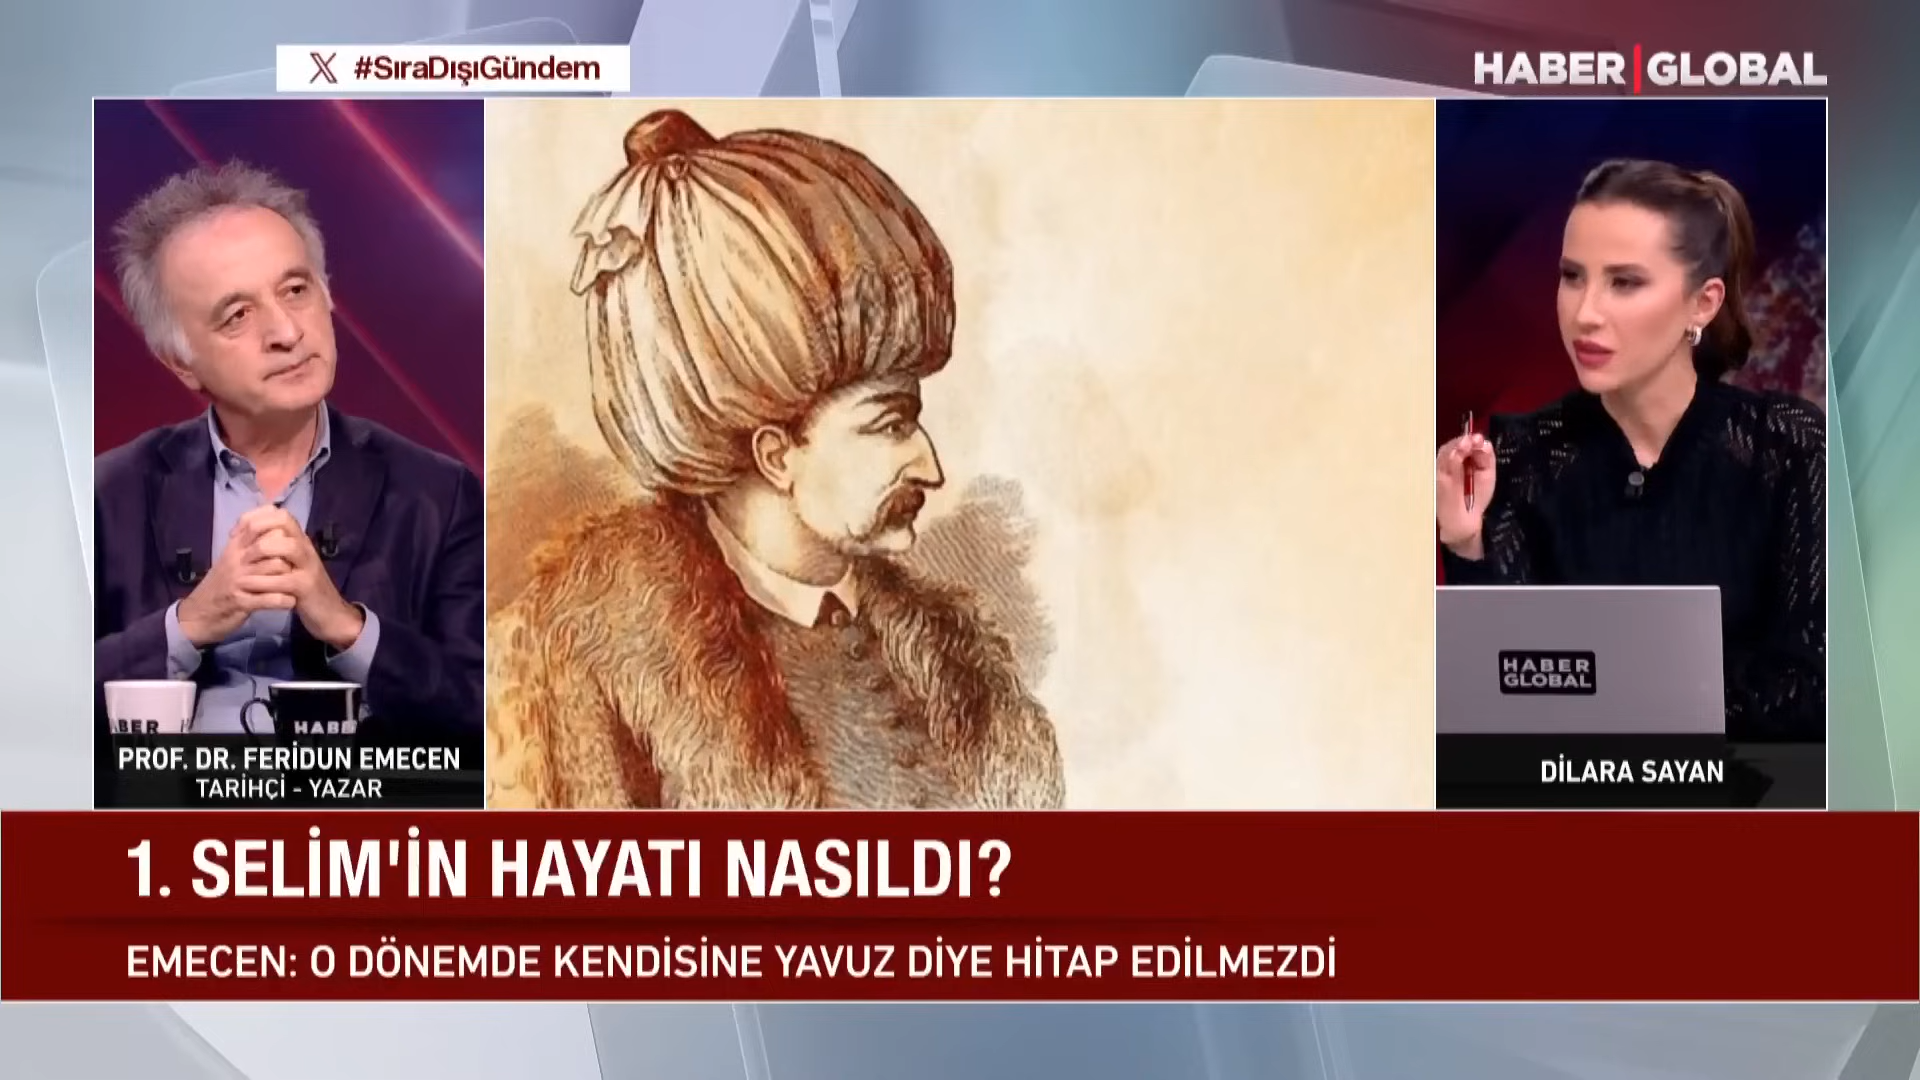 #SıraDışıGündem
HABER GLOBAL
HABER
GLOBAL
HABER
PROF. DR. FERİDUN EMECEN
TARİHÇİ - YAZAR
DİLARA SAYAN
1. SELİM'İN HAYATI NASILDI?
EMECEN: O DÖNEMDE KENDİSİNE YAVUZ DİYE HİTAP EDİLMEZDİ